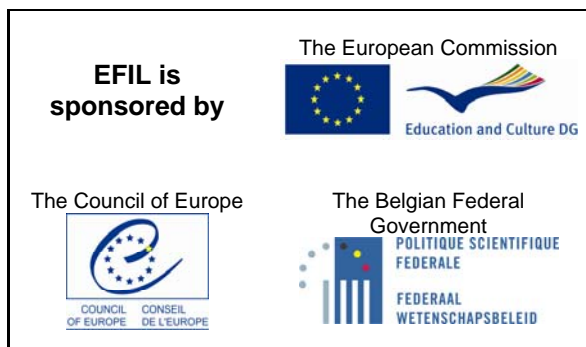 EFIL is
sponsored by
The European Commission
Education and Culture DG
The Council of Europe
COUNCIL CONSEIL
OF EUROPE DE L'EUROPE
The Belgian Federal
Government
POLITIQUE SCIENTIFIQUE
FEDERALE
FEDERAAL
WETENSCHAPSBELEID